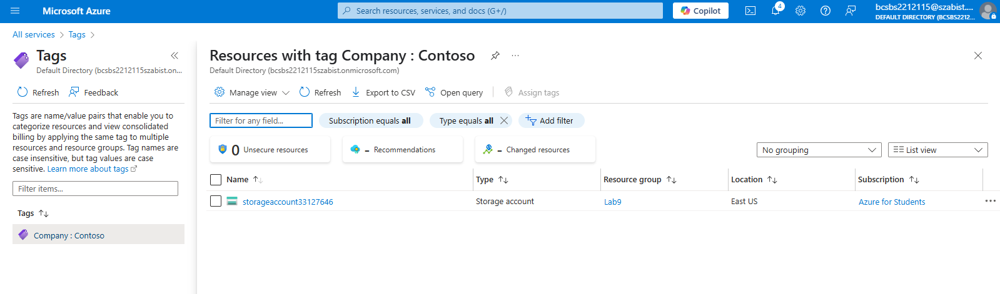 Microsoft Azure
Search resources, services, and docs (G+/)
Copilot
4
bcsbs2212115@szabist....
DEFAULT DIRECTORY (BCSBS2212...
All services > Tags >
Tags
Default Directory (bcsbs2212115szabist.on...
Refresh
Feedback
Tags are name/value pairs that enable you to
categorize resources and view consolidated
billing by applying the same tag to multiple
resources and resource groups. Tag names are
case insensitive, but tag values are case
sensitive. Learn more about tags
Filter items...
Tags
Company : Contoso
Resources with tag Company : Contoso
...
Default Directory (bcsbs2212115szabist.onmicrosoft.com)
Manage view
Refresh
Export to CSV
Open query
Assign tags
Filter for any field...
Subscription equals all
Type equals all
Add filter
0 Unsecure resources
- Recommendations
- Changed resources
No grouping
List view
Name Type Resource group Location Subscription
storageaccount33127646 Storage account Lab9 East US Azure for Students ...